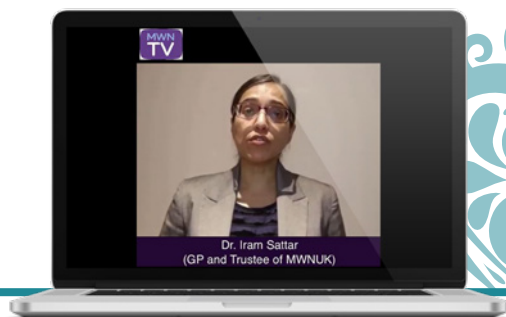 MWN
TV
Dr. Iram Sattar
(GP and Trustee of MWNUK)